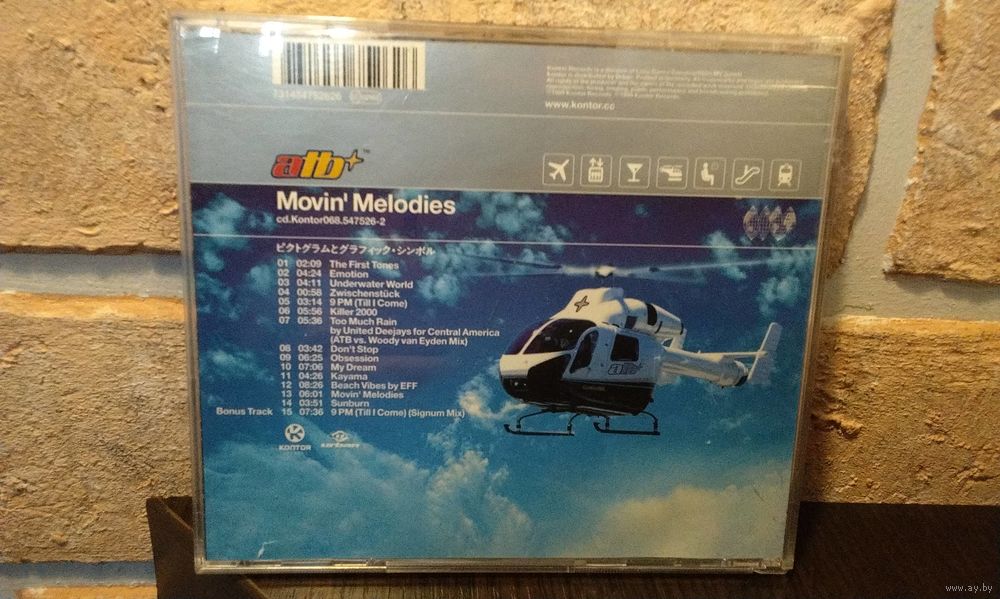 731454752626
www.kontor.cc
atb
TM
Movin' Melodies
cd.Kontor068.547526-2
ピクトグラムとグラフィック・シンボル
01 02:09 The First Tones
02 04:24 Emotion
03 04:11 Underwater World
04 00:58 Zwischenstück
05 03:14 9 PM (Till I Come)
06 05:56 Killer 2000
07 05:36 Too Much Rain
by United Deejays for Central America
(ATB vs. Woody van Eyden Mix)
08 03:42 Don't Stop
09 06:25 Obsession
10 07:06 My Dream
11 04:26 Kayama
12 08:26 Beach Vibes by EFF
13 06:01 Movin' Melodies
14 03:51 Sunburn
Bonus Track 15 07:36 9 PM (Till I Come) (Signum Mix)
KONTOR
urban
atb
www.ay.by